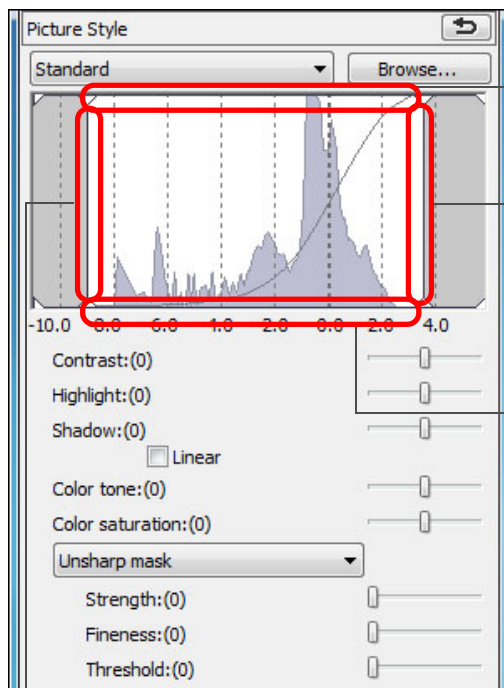 Picture Style
Standard Browse...
-10.0 -8.0 -6.0 -4.0 -2.0 0.0 2.0 4.0
Contrast:(0)
Highlight:(0)
Shadow:(0)
Linear
Color tone:(0)
Color saturation:(0)
Unsharp mask
Strength:(0)
Fineness:(0)
Threshold:(0)